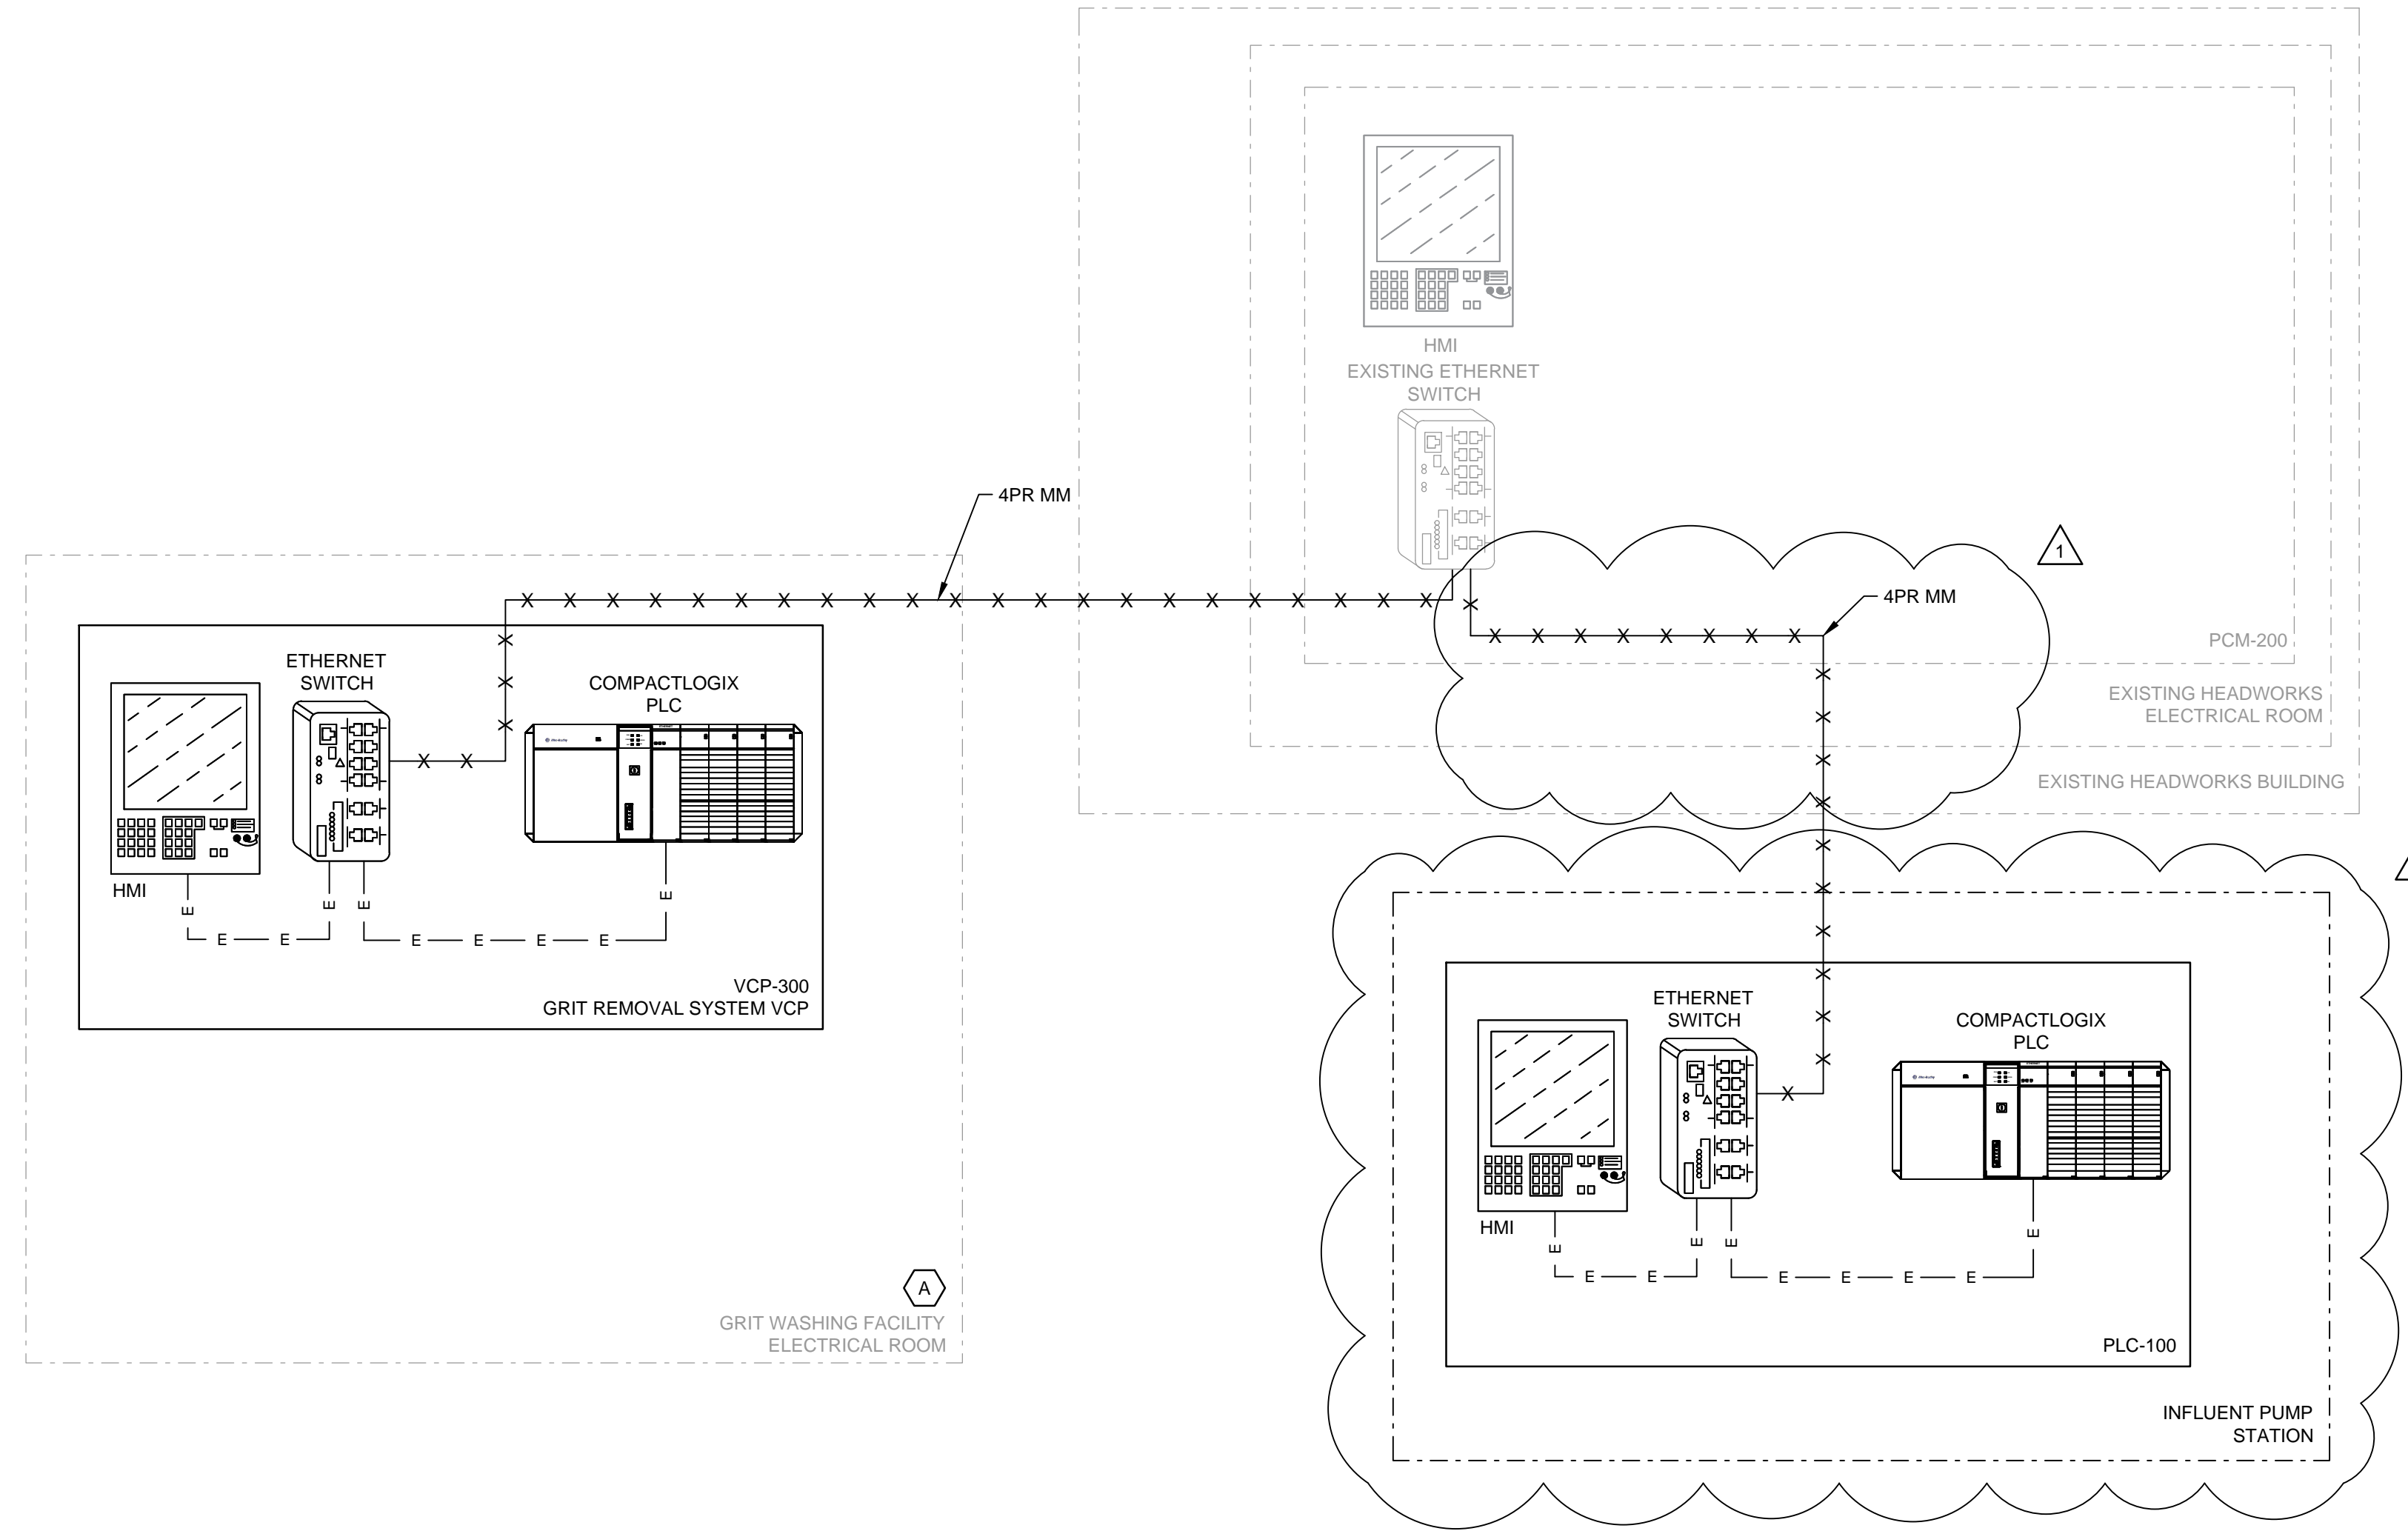 HMI
EXISTING ETHERNET
SWITCH
4PR MM
1
4PR MM
PCM-200
EXISTING HEADWORKS
ELECTRICAL ROOM
EXISTING HEADWORKS BUILDING
X X X X X X X X X X X X X X X X X X X X X X
X X X X X X X X X
X X X
X X
X X X X X X X X X X
X
ETHERNET
SWITCH
COMPACTLOGIX
PLC
HMI
E E E E
E E E E E E
VCP-300
GRIT REMOVAL SYSTEM VCP
A
GRIT WASHING FACILITY
ELECTRICAL ROOM
ETHERNET
SWITCH
COMPACTLOGIX
PLC
HMI
E E E E
E E E E E E
PLC-100
INFLUENT PUMP
STATION